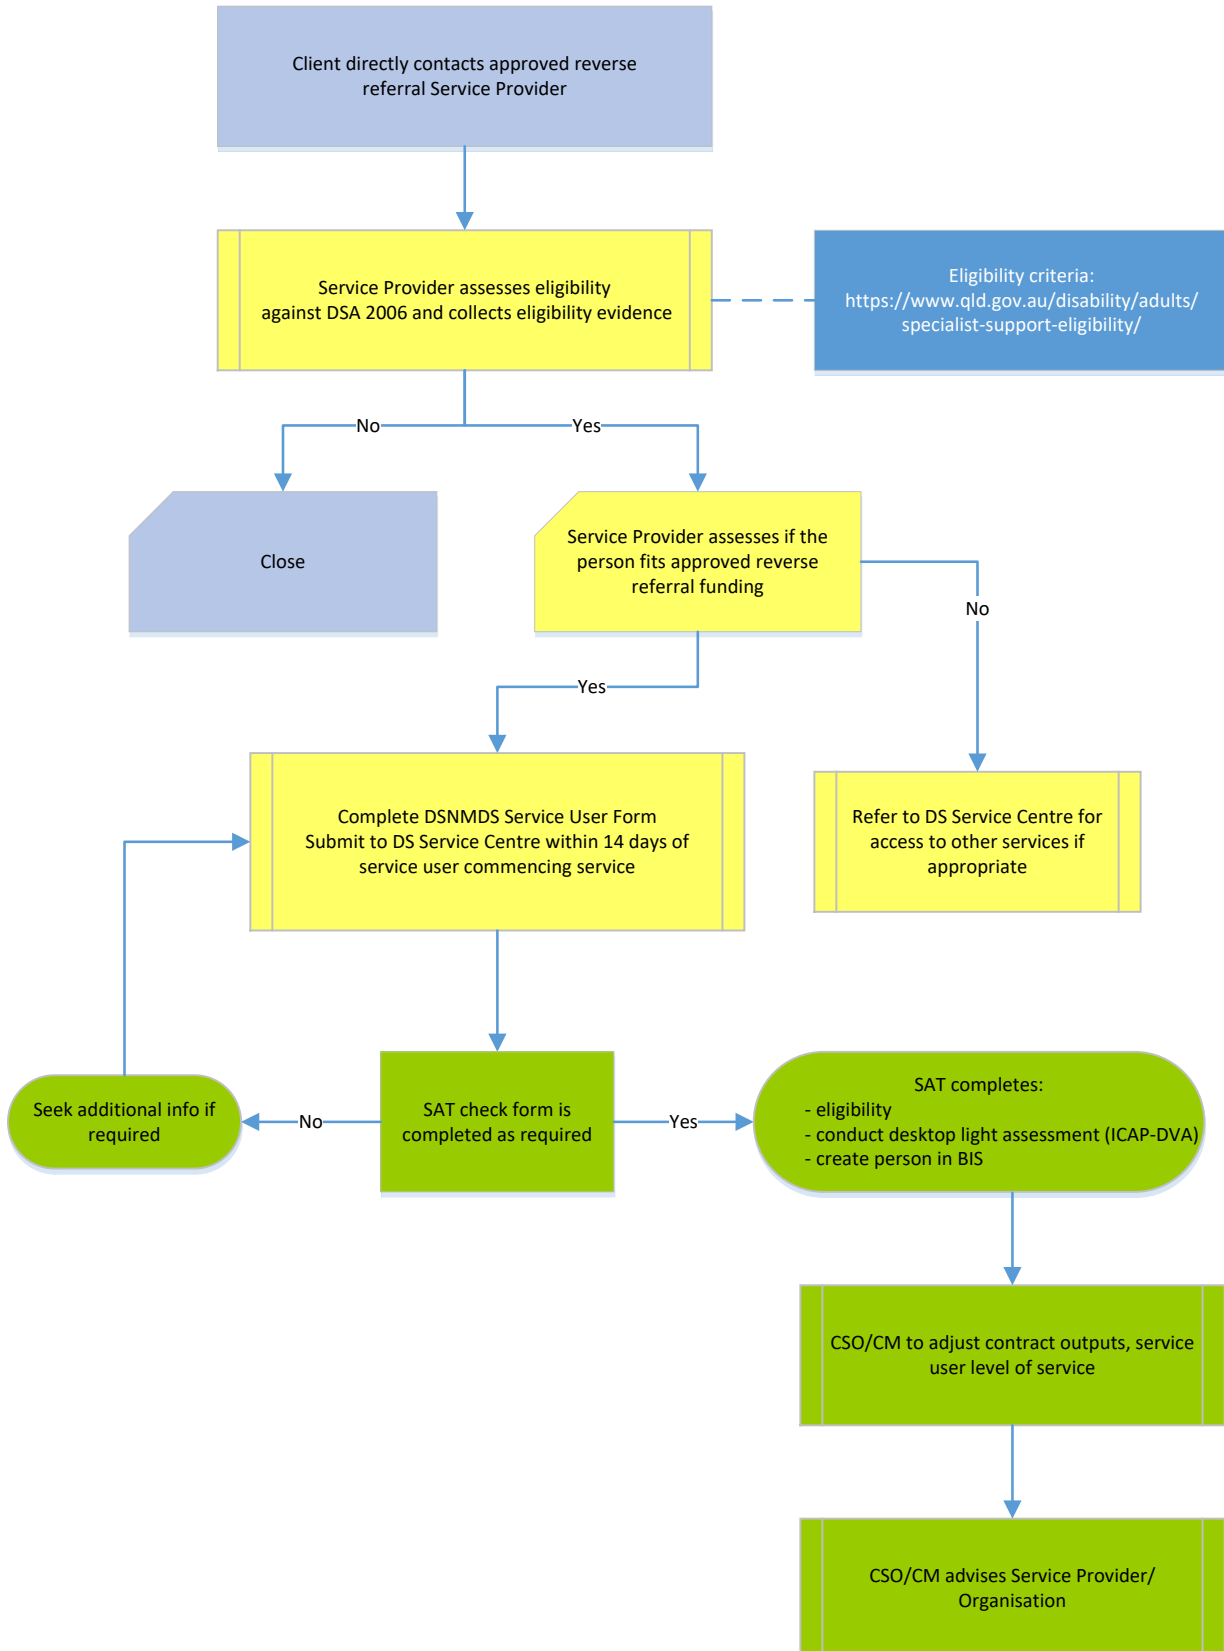 Client directly contacts approved reverse
referral Service Provider
Service Provider assesses eligibility
against DSA 2006 and collects eligibility evidence
Eligibility criteria:
https://www.qld.gov.au/disability/adults/
specialist-support-eligibility/
No
Yes
Close
Service Provider assesses if the
person fits approved reverse
referral funding
No
Yes
Complete DSNMDS Service User Form
Submit to DS Service Centre within 14 days of
service user commencing service
Refer to DS Service Centre for
access to other services if
appropriate
Seek additional info if
required
No
SAT check form is
completed as required
Yes
SAT completes:
- eligibility
- conduct desktop light assessment (ICAP-DVA)
- create person in BIS
CSO/CM to adjust contract outputs, service
user level of service
CSO/CM advises Service Provider/
Organisation